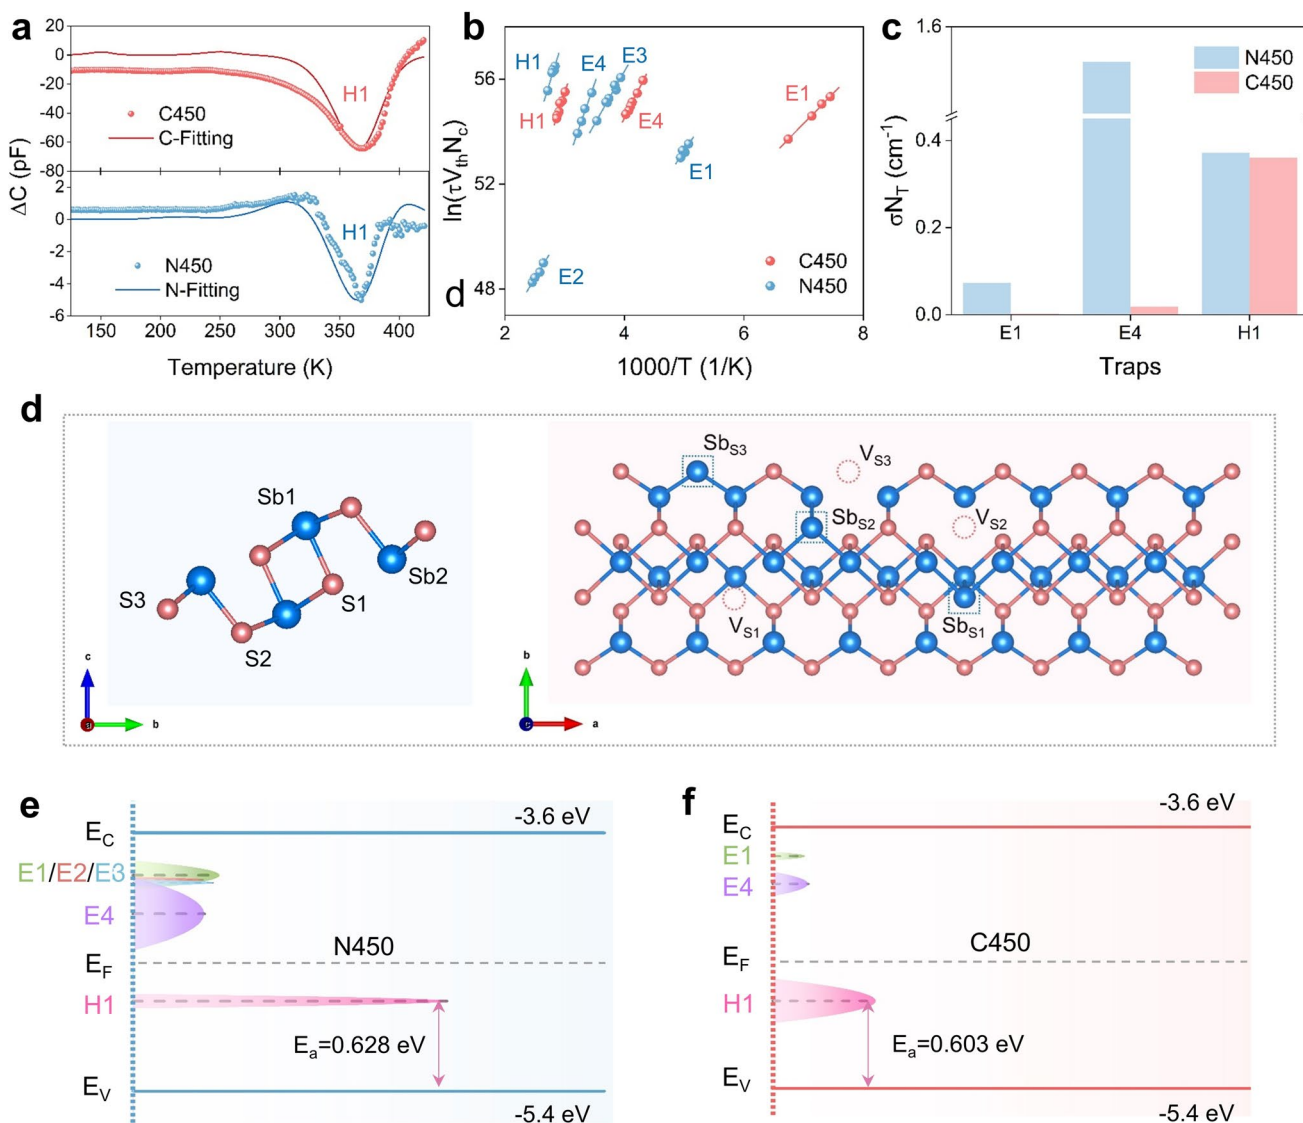 a
20
0
-20
-40
-60
-80
H1
C450
C-Fitting
2
0
-2
-4
-6
H1
N450
N-Fitting
ΔC (pF)
150 200 250 300 350 400
Temperature (K)
b
56
52
48
ln(τV_thN_c)
d
H1
E4
E3
E1
H1
E4
E1
E2
C450
N450
2 4 6 8
1000/T (1/K)
c
1.6
0.4
0.2
0.0
σN_T (cm⁻¹)
N450
C450
E1 E4 H1
Traps
d
Sb1
Sb2
S3
S1
S2
c
a
b
Sb_S3
V_S3
Sb_S2
V_S2
V_S1
Sb_S1
b
c
a
e
-3.6 eV
E_C
E1/E2/E3
E4
N450
E_F
H1
E_a=0.628 eV
E_V
-5.4 eV
f
-3.6 eV
E_C
E1
E4
C450
E_F
H1
E_a=0.603 eV
E_V
-5.4 eV